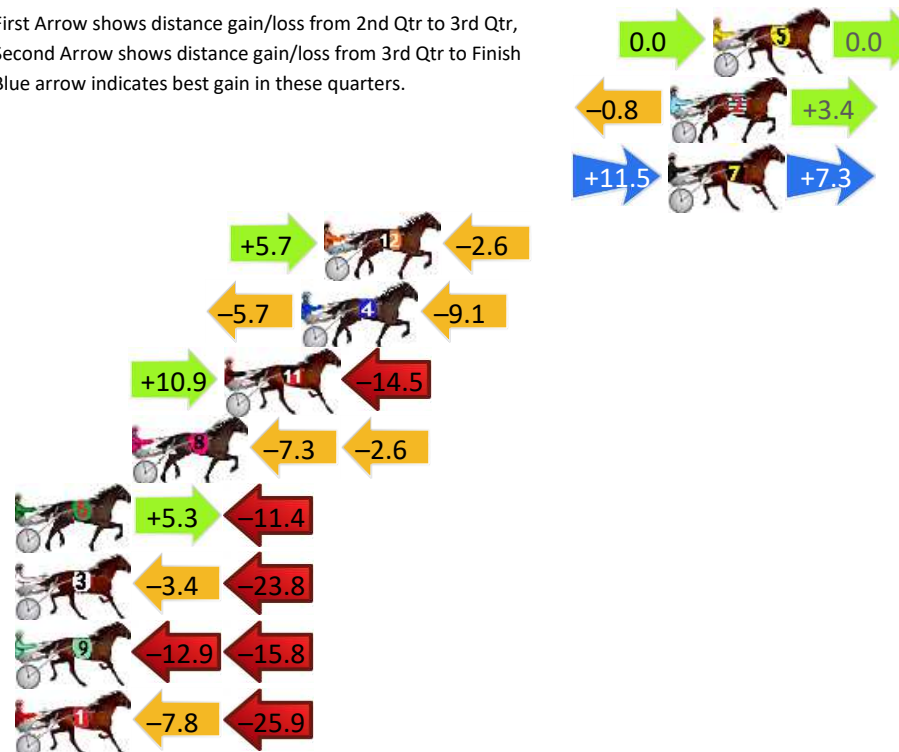 First Arrow shows distance gain/loss from 2nd Qtr to 3rd Qtr,
Second Arrow shows distance gain/loss from 3rd Qtr to Finish
Blue arrow indicates best gain in these quarters.
0.0 5 0.0
–0.8 2 +3.4
+11.5 7 +7.3
+5.7 12 –2.6
–5.7 4 –9.1
+10.9 11 –14.5
8 –7.3 –2.6
+5.3 –11.4
3 –3.4 –23.8
9 –12.9 –15.8
1 –7.8 –25.9